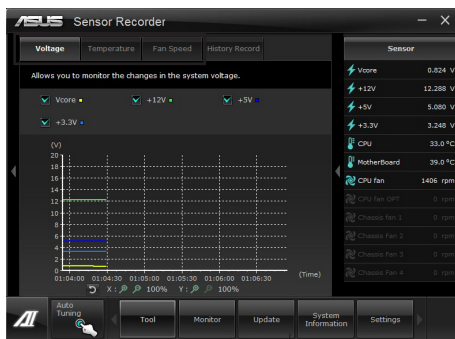 ASUS Sensor Recorder
Voltage Temperature Fan Speed History Record
Allows you to monitor the changes in the system voltage.
Vcore +12V +5V
+3.3V
(V)
20
18
16
14
12
10
8
6
4
2
0
01:04:00 01:04:30 01:05:00 01:05:30 01:06:00 01:06:30 (Time)
X : 100% Y : 100%
Sensor
Vcore 0.824 V
+12V 12.288 V
+5V 5.080 V
+3.3V 3.248 V
CPU 33.0 °C
MotherBoard 39.0 °C
CPU fan 1406 rpm
CPU Fan OPT 0 rpm
Chassis Fan 1 0 rpm
Chassis Fan 2 0 rpm
Chassis Fan 3 0 rpm
Chassis Fan 4 0 rpm
Auto
Tuning
Tool
Monitor
Update
System
Information
Settings